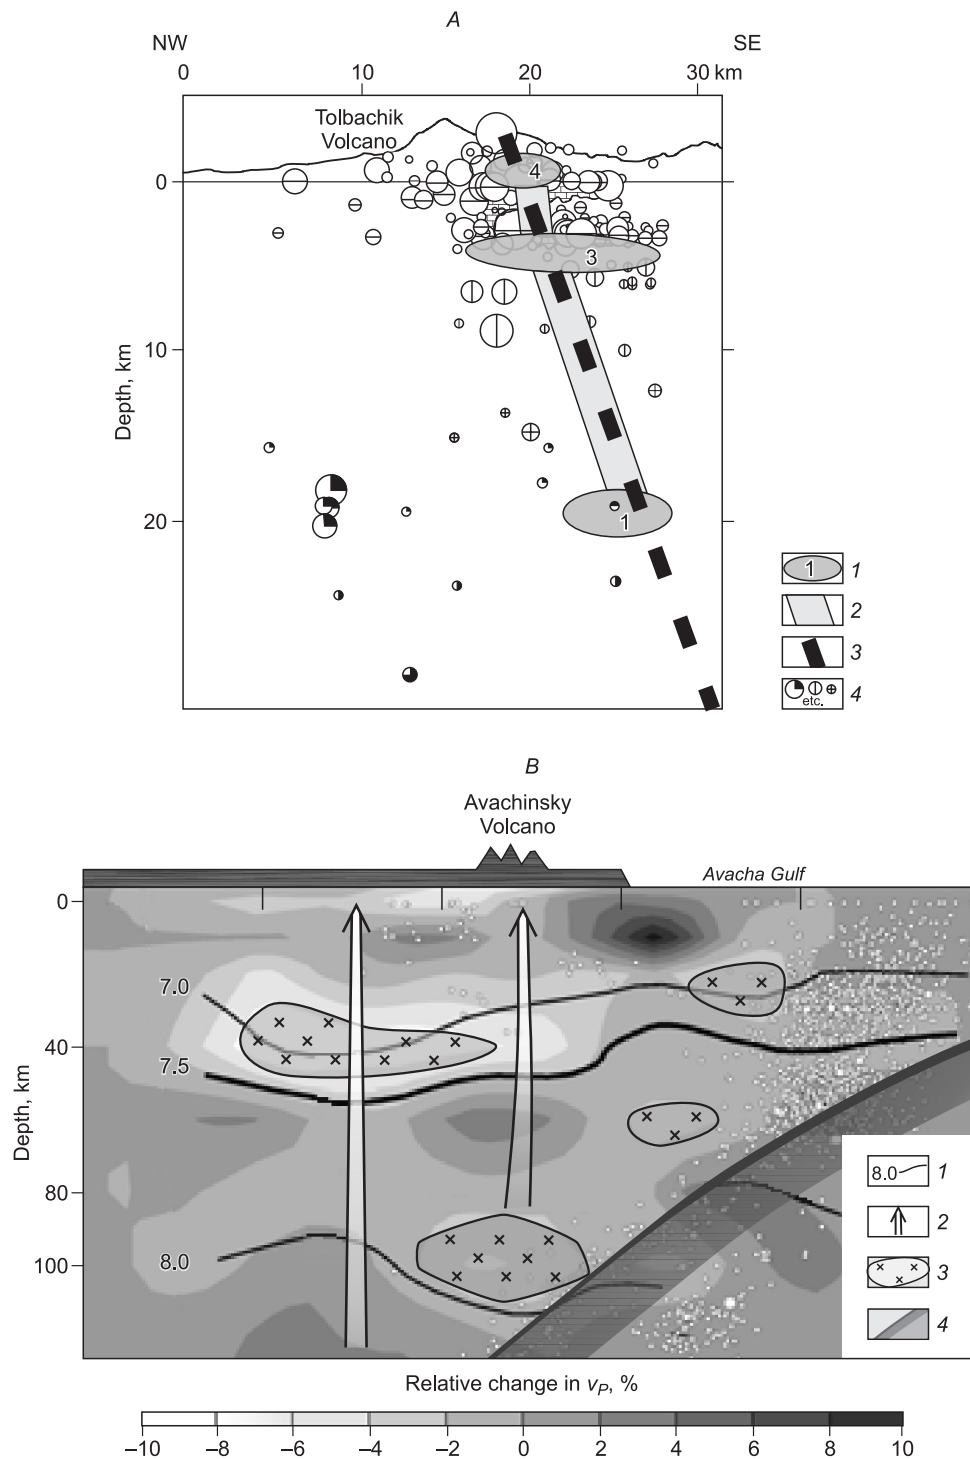 A
NW
SE
0
10
20
30 km
Tolbachik
Volcano
4
0
3
10
Depth, km
20
1
1 1
2
3
etc. 4
B
Avachinsky
Volcano
Avacha Gulf
0
7.0
40
7.5
Depth, km
80
8.0
100
8.0 1
2
3
4
Relative change in vP, %
–10 –8 –6 –4 –2 0 2 4 6 8 10